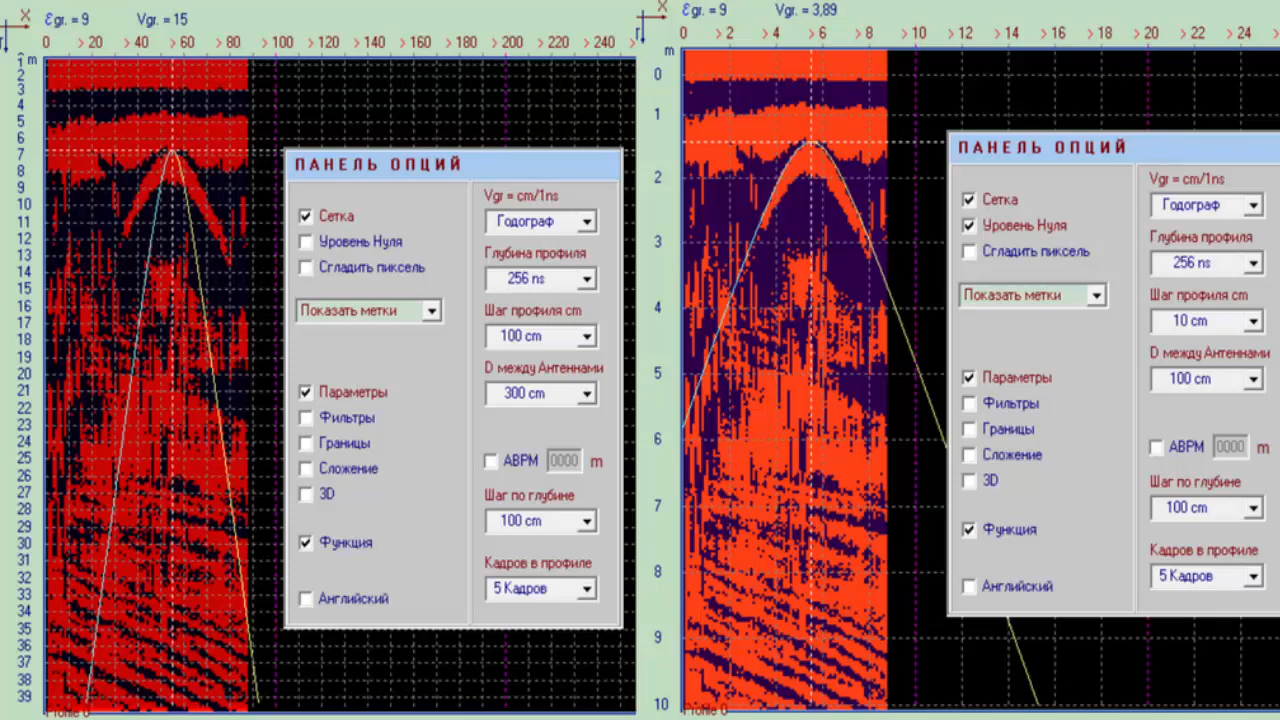 X
Ɛgr. = 9 Vgr. = 15
0 20 40 60 80 100 120 140 160 180 200 220 240
m
1
2
3
4
5
6
7
8
9
10
11
12
13
14
15
16
17
18
19
20
21
22
23
24
25
26
27
28
29
30
31
32
33
34
35
36
37
38
39
Profile 0
ПАНЕЛЬ ОПЦИЙ
Сетка
Уровень Нуля
Сгладить пиксель
Показать метки
Параметры
Фильтры
Границы
Сложение
3D
Функция
Английский
Vgr = cm/1ns
Годограф
Глубина профиля
256 ns
Шаг профиля cm
100 cm
D между Антеннами
300 cm
АВРМ 0000 m
Шаг по глубине
100 cm
Кадров в профиле
5 Кадров
X
Ɛgr. = 9 Vgr. = 3,89
0 2 4 6 8 10 12 14 16 18 20 22 24
m
0
1
2
3
4
5
6
7
8
9
10
Profile 0
ПАНЕЛЬ ОПЦИЙ
Сетка
Уровень Нуля
Сгладить пиксель
Показать метки
Параметры
Фильтры
Границы
Сложение
3D
Функция
Английский
Vgr = cm/1ns
Годограф
Глубина профиля
256 ns
Шаг профиля cm
10 cm
D между Антеннами
100 cm
АВРМ 0000 m
Шаг по глубине
100 cm
Кадров в профиле
5 Кадров